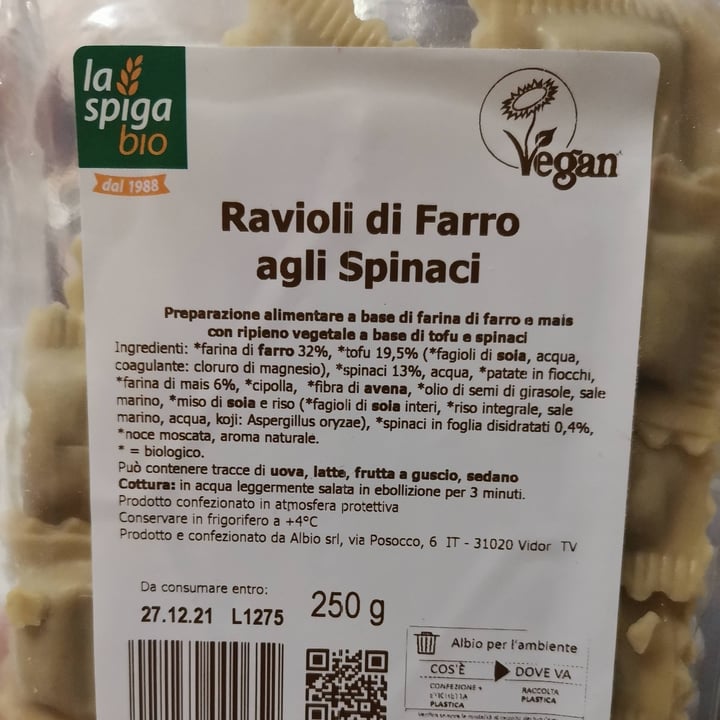 la
spiga
bio
dal 1988
Vegan
Ravioli di Farro
agli Spinaci
Preparazione alimentare a base di farina di farro e mais
con ripieno vegetale a base di tofu e spinaci
Ingredienti: *farina di farro 32%, *tofu 19,5% (*fagioli di soia, acqua,
coagulante: cloruro di magnesio), *spinaci 13%, acqua, *patate in fiocchi,
*farina di mais 6%, *cipolla, *fibra di avena, *olio di semi di girasole, sale
marino, *miso di soia e riso (*fagioli di soia interi, *riso integrale, sale
marino, acqua, koji: Aspergillus oryzae), *spinaci in foglia disidratati 0,4%,
*noce moscata, aroma naturale.
* = biologico.
Può contenere tracce di uova, latte, frutta a guscio, sedano
Cottura: in acqua leggermente salata in ebollizione per 3 minuti.
Prodotto confezionato in atmosfera protettiva
Conservare in frigorifero a +4°C
Prodotto e confezionato da Albio srl, via Posocco, 6 IT - 31020 Vidor TV
Da consumare entro:
27.12.21 L1275 250 g
Albio per l'ambiente
COS'È DOVE VA
CONFEZIONE + RACCOLTA
ETICHETTA PLASTICA
PLASTICA